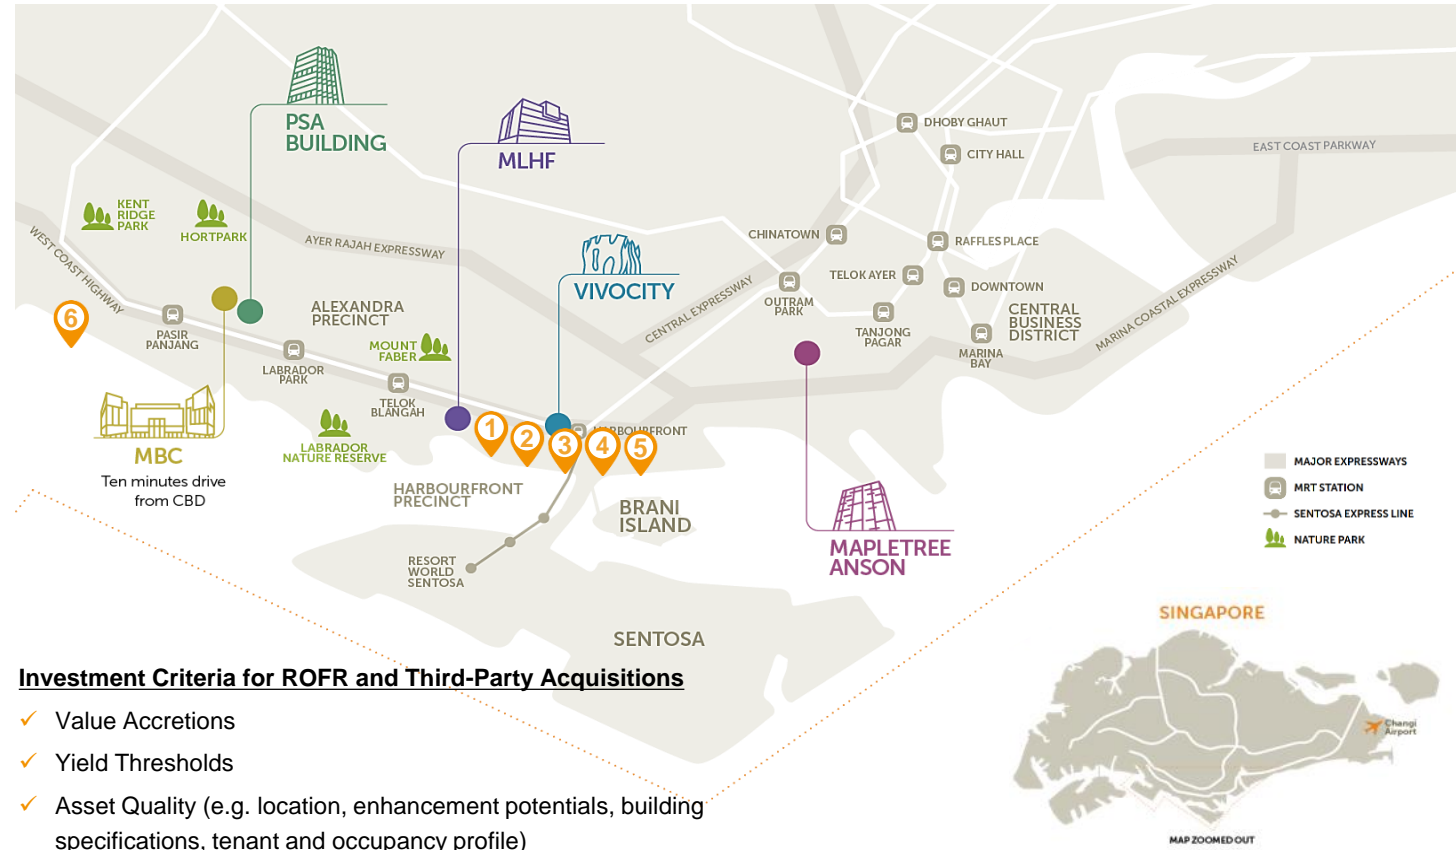 PSA
BUILDING
MLHF
DHOBY GHAUT
CITY HALL
EAST COAST PARKWAY
KENT
RIDGE
PARK
HORTPARK
WEST COAST HIGHWAY
AYER RAJAH EXPRESSWAY
CHINATOWN
RAFFLES PLACE
TELOK AYER
VIVOCITY
OUTRAM
PARK
DOWNTOWN
CENTRAL EXPRESSWAY
MARINA COASTAL EXPRESSWAY
CENTRAL
BUSINESS
DISTRICT
TANJONG
PAGAR
MARINA
BAY
6
PASIR
PANJANG
ALEXANDRA
PRECINCT
MOUNT
FABER
LABRADOR
PARK
TELOK
BLANGAH
LABRADOR
NATURE RESERVE
1
2
3
4
5
HARBOURFRONT
MBC
Ten minutes drive
from CBD
HARBOURFRONT
PRECINCT
BRANI
ISLAND
RESORT
WORLD
SENTOSA
MAPLETREE
ANSON
SENTOSA
MAJOR EXPRESSWAYS
MRT STATION
SENTOSA EXPRESS LINE
NATURE PARK
SINGAPORE
Changi
Airport
MAP ZOOMED OUT
Investment Criteria for ROFR and Third-Party Acquisitions
✓ Value Accretions
✓ Yield Thresholds
✓ Asset Quality (e.g. location, enhancement potentials, building
specifications, tenant and occupancy profile)